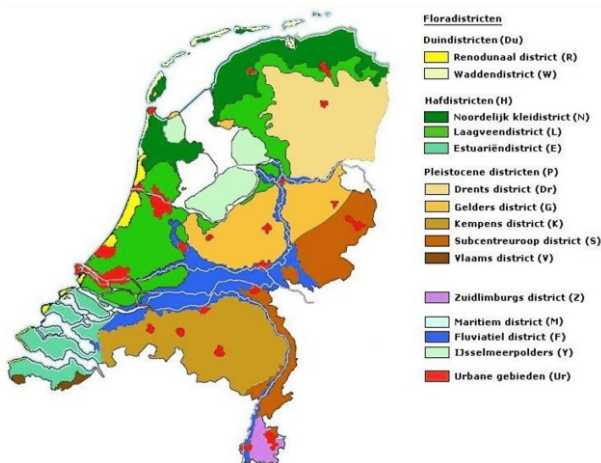 Floradistricten
Duindistricten (Du)
Renodunaal district (R)
Waddendistrict (W)
Hafdistricten (H)
Noordelijk kleidistrict (N)
Laagveendistrict (L)
Estuariëndistrict (E)
Pleistocene districten (P)
Drents district (Dr)
Gelders district (G)
Kempens district (K)
Subcentreuroop district (S)
Vlaams district (V)
Zuidlimburgs district (Z)
Maritiem district (M)
Fluviatiel district (F)
IJsselmeerpolders (Y)
Urbane gebieden (Ur)